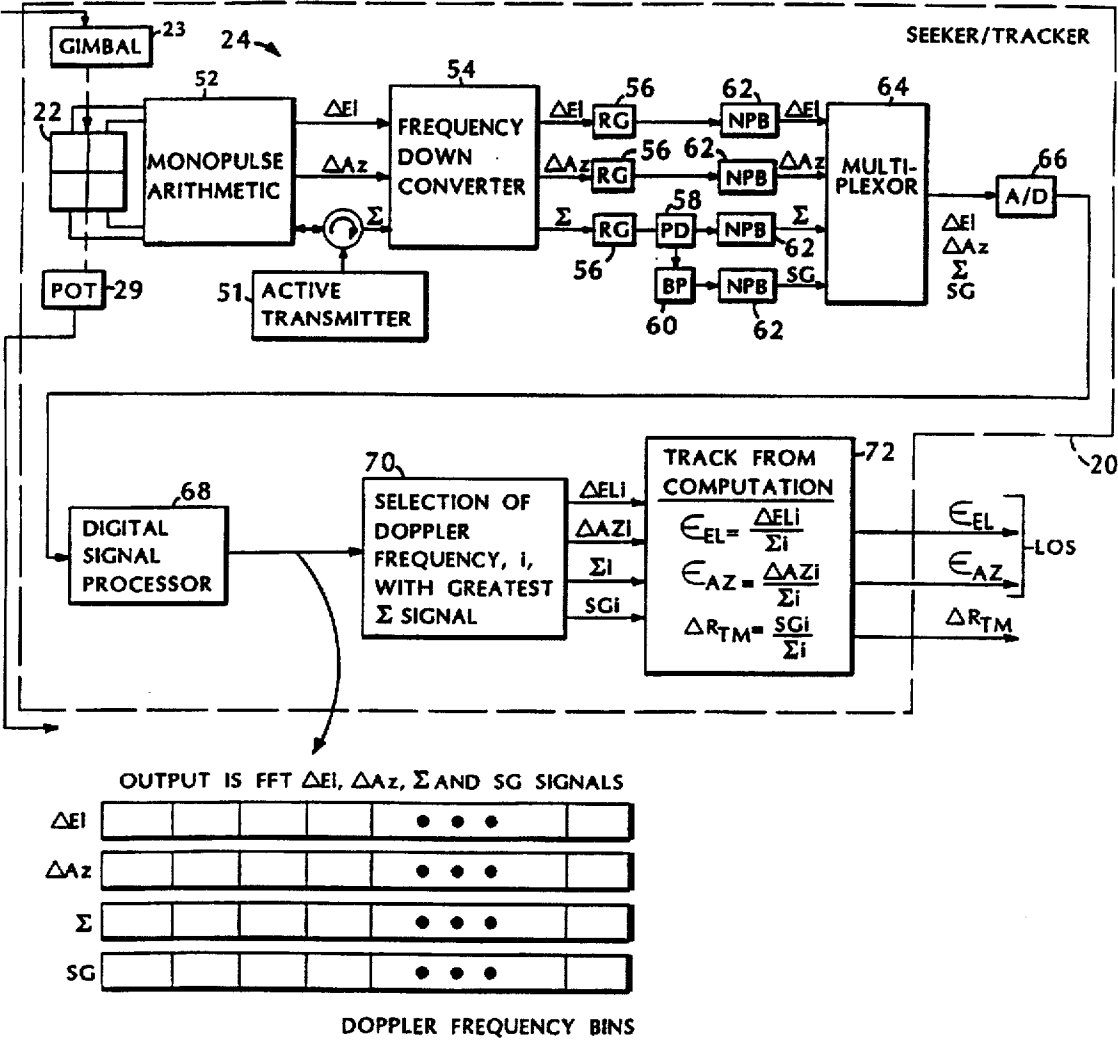 GIMBAL
23
24
SEEKER/TRACKER
52
54
22
MONOPULSE
ARITHMETIC
ΔEl
ΔAz
Σ
FREQUENCY
DOWN
CONVERTER
ΔEl
RG
56
62
NPB
ΔEl
ΔAz
RG
56
62
NPB
ΔAz
Σ
RG
56
58
PD
NPB
62
Σ
BP
60
NPB
62
SG
64
MULTI-
PLEXOR
66
A/D
ΔEl
ΔAz
Σ
SG
POT
29
51
ACTIVE
TRANSMITTER
20
68
DIGITAL
SIGNAL
PROCESSOR
70
SELECTION OF
DOPPLER
FREQUENCY, i,
WITH GREATEST
Σ SIGNAL
ΔELi
ΔAZi
Σi
SGi
72
TRACK FROM
COMPUTATION
∈EL = ΔELi/Σi
∈AZ = ΔAZi/Σi
ΔRTM = SGi/Σi
∈EL
∈AZ
LOS
ΔRTM
OUTPUT IS FFT ΔEl, ΔAz, Σ AND SG SIGNALS
ΔEl
ΔAz
Σ
SG
DOPPLER FREQUENCY BINS